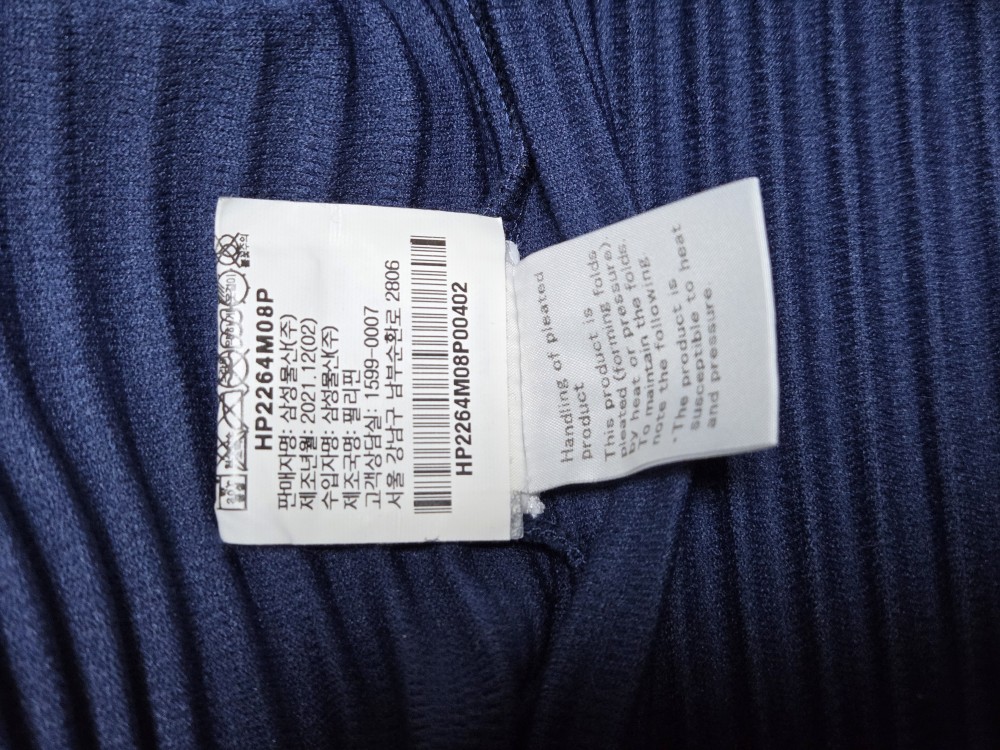 HP2264M08P
판매자명: 삼성물산(주)
제조년월: 2021.12(02)
수입자명: 삼성물산(주)
제조국명: 필리핀
고객상담실: 1599-0007
서울 강남구 남부순환로 2806
HP2264M08P00402
Handling of pleated
product
This product is folds
pleated (forming pressure)
by heat or pressure.
To maintain the folds.
note the following
·The product is
Susceptible to heat
and pressure.